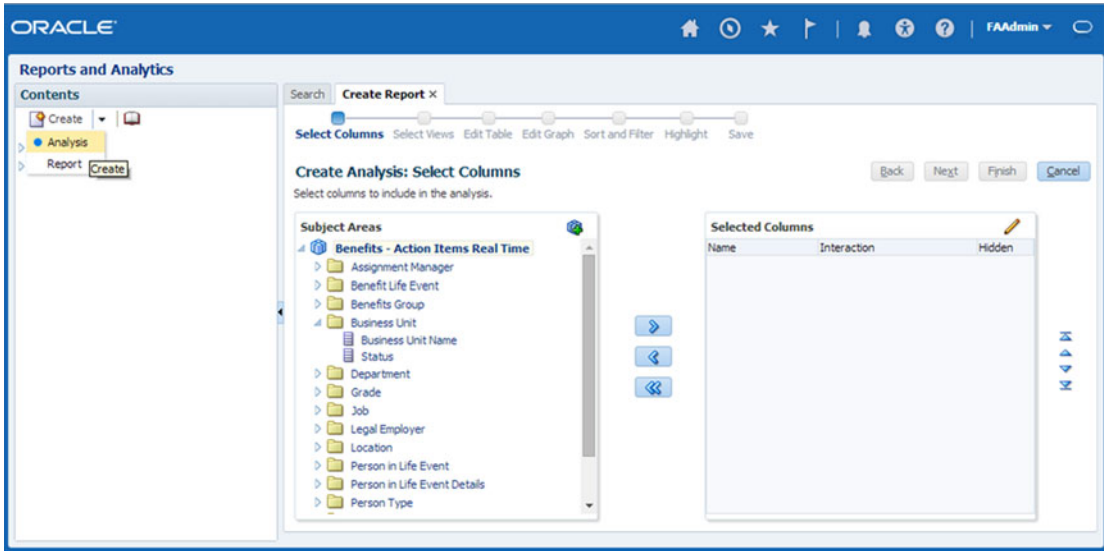 ORACLE
FAAdmin
Reports and Analytics
Contents
Create
Analysis
Report
Create
Search Create Report ×
Select Columns Select Views Edit Table Edit Graph Sort and Filter Highlight Save
Create Analysis: Select Columns
Back Next Finish Cancel
Select columns to include in the analysis.
Subject Areas
Benefits - Action Items Real Time
Assignment Manager
Benefit Life Event
Benefits Group
Business Unit
Business Unit Name
Status
Department
Grade
Job
Legal Employer
Location
Person in Life Event
Person in Life Event Details
Person Type
Selected Columns
Name Interaction Hidden